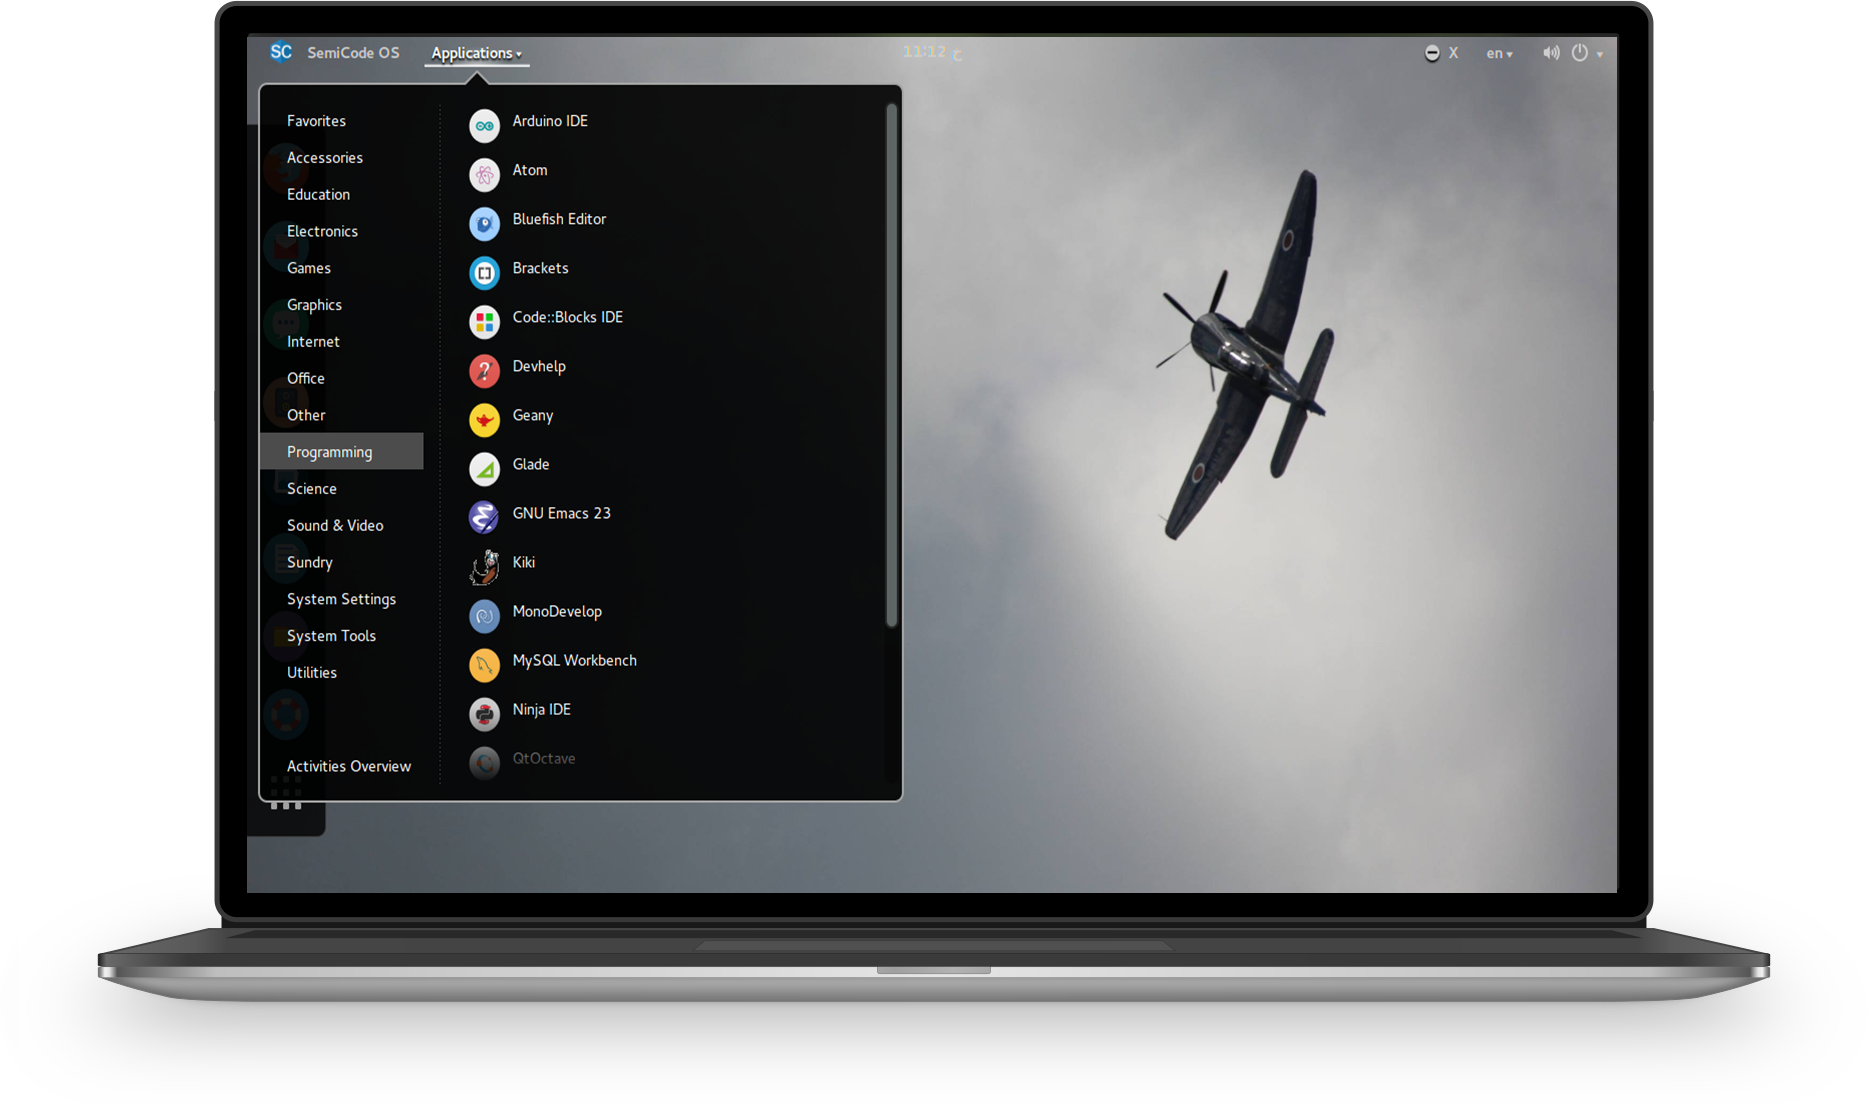 SC SemiCode OS Applications 11:12 ح X en
Favorites
Accessories
Education
Electronics
Games
Graphics
Internet
Office
Other
Programming
Science
Sound & Video
Sundry
System Settings
System Tools
Utilities
Activities Overview
Arduino IDE
Atom
Bluefish Editor
Brackets
Code::Blocks IDE
Devhelp
Geany
Glade
GNU Emacs 23
Kiki
MonoDevelop
MySQL Workbench
Ninja IDE
QtOctave